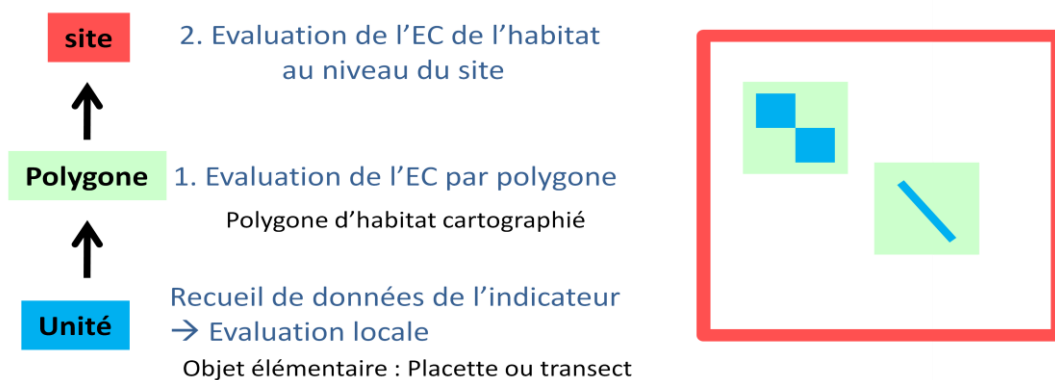 site
2. Evaluation de l’EC de l’habitat
au niveau du site
Polygone
1. Evaluation de l’EC par polygone
Polygone d’habitat cartographié
Recueil de données de l’indicateur
Unité
→ Evaluation locale
Objet élémentaire : Placette ou transect